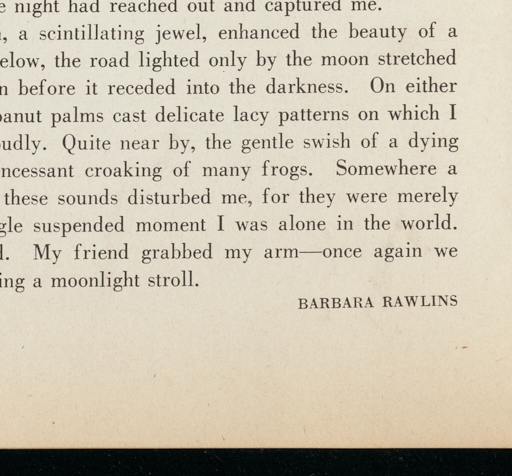 night had reached out and captured me.
, a scintillating jewel, enhanced the beauty of a
elow, the road lighted only by the moon stretched
n before it receded into the darkness. On either
anut palms cast delicate lacy patterns on which I
udly. Quite near by, the gentle swish of a dying
ncessant croaking of many frogs. Somewhere a
these sounds disturbed me, for they were merely
gle suspended moment I was alone in the world.
. My friend grabbed my arm—once again we
ing a moonlight stroll.
BARBARA RAWLINS